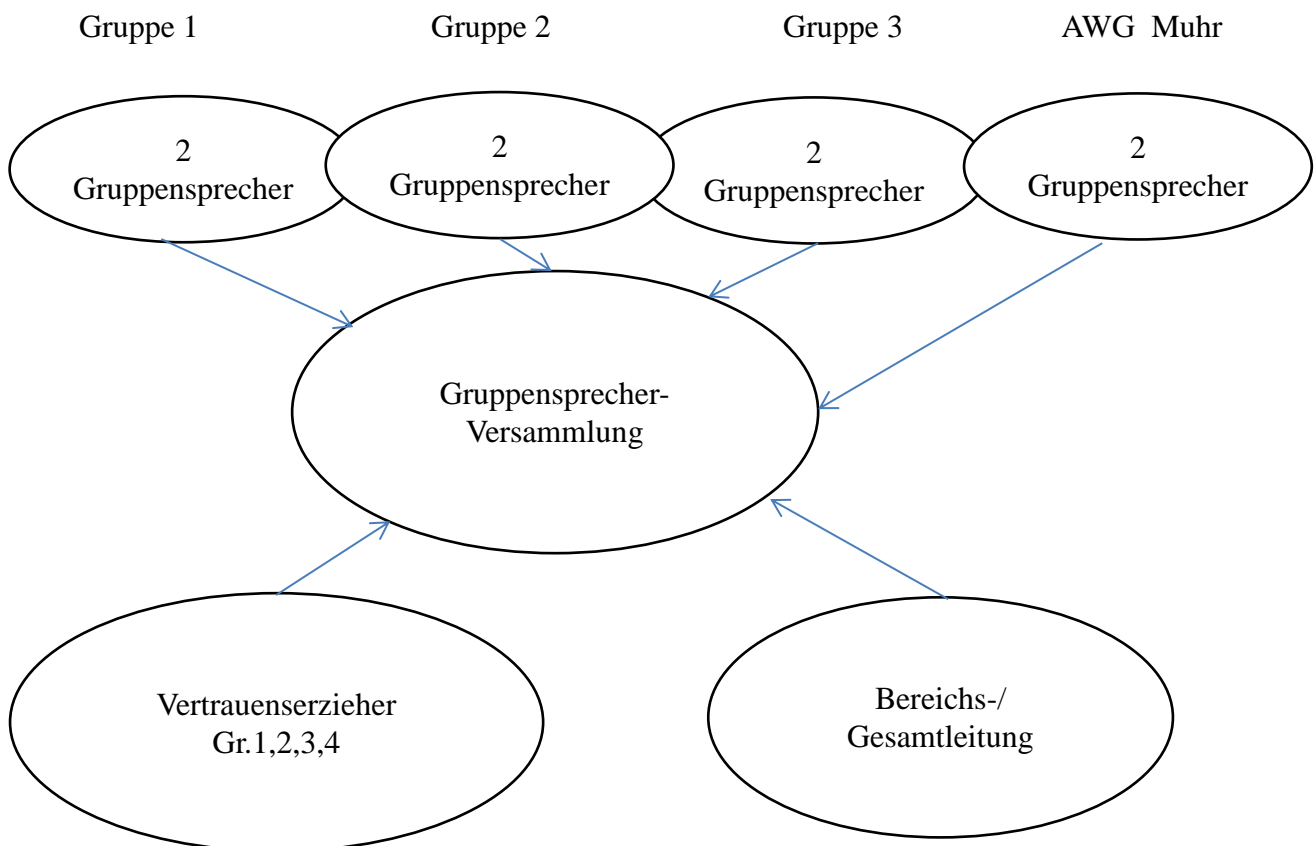 Gruppe 1 Gruppe 2 Gruppe 3 AWG Muhr
2
Gruppensprecher
2
Gruppensprecher
2
Gruppensprecher
2
Gruppensprecher
Gruppensprecher-
Versammlung
Vertrauenserzieher
Gr.1,2,3,4
Bereichs-/
Gesamtleitung